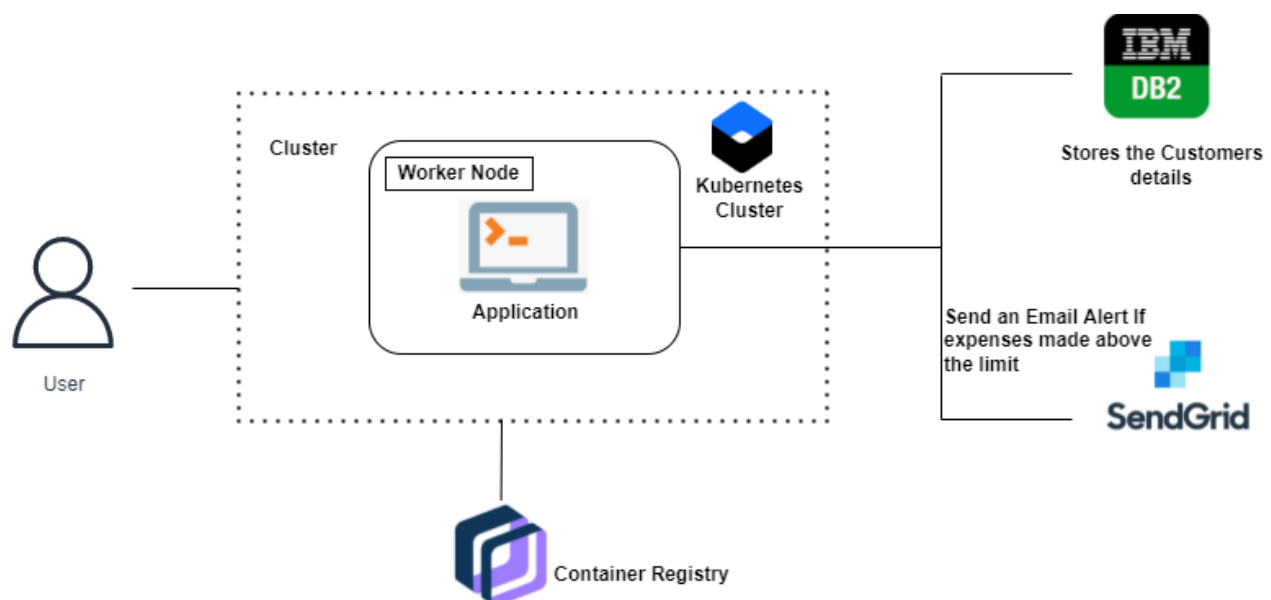 IBM
DB2
Stores the Customers
details
Cluster
Worker Node
Kubernetes
Cluster
Application
User
Send an Email Alert If
expenses made above
the limit
SendGrid
Container Registry